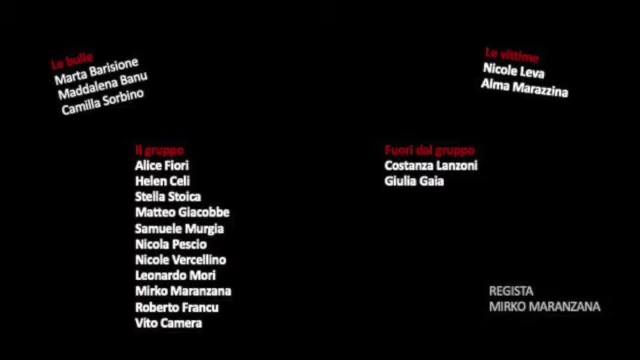 Le bulle
Marta Barisione
Maddalena Banu
Camilla Sorbino
Le vittime
Nicole Leva
Alma Marazzina
Il gruppo
Alice Fiori
Helen Celi
Stella Stoica
Matteo Giacobbe
Samuele Murgia
Nicola Pescio
Nicole Vercellino
Leonardo Mori
Mirko Maranzana
Roberto Francu
Vito Camera
Fuori dal gruppo
Costanza Lanzoni
Giulia Gaia
REGISTA
MIRKO MARANZANA